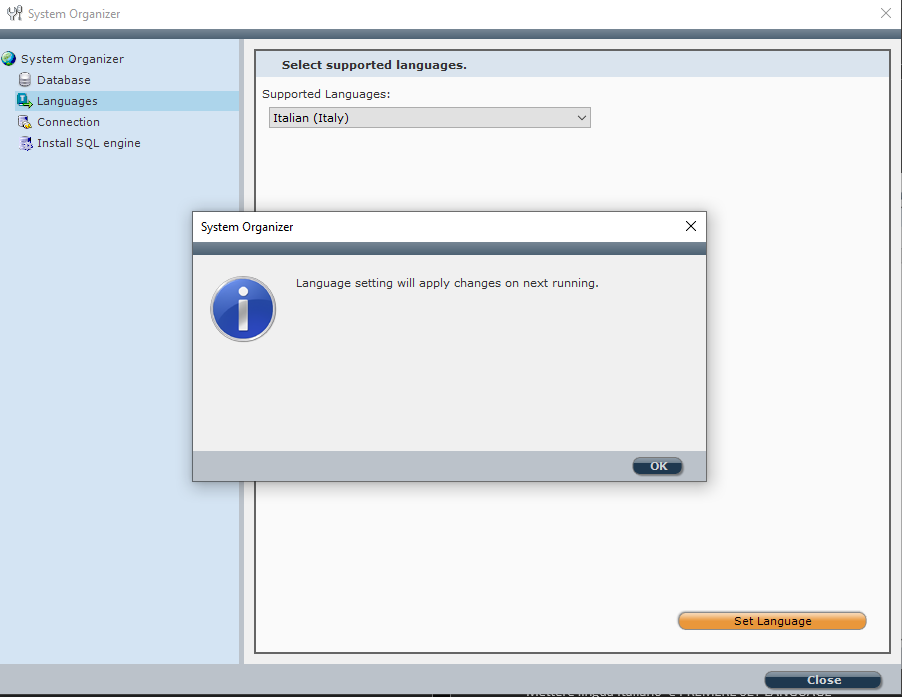 System Organizer
System Organizer
Database
Languages
Connection
Install SQL engine
Select supported languages.
Supported Languages:
Italian (Italy)
System Organizer
Language setting will apply changes on next running.
OK
Set Language
Close